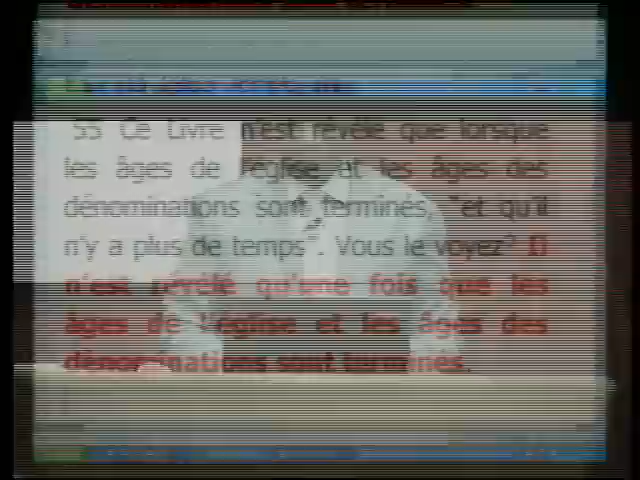 55 Ce Livre n'est révélé que lorsque
les âges de l'église et les âges des
dénominations sont terminés, "et qu'il
n'y a plus de temps". Vous le voyez? Il
n'est révélé qu'une fois que les
âges de l'église et les âges des
dénominations sont terminés.